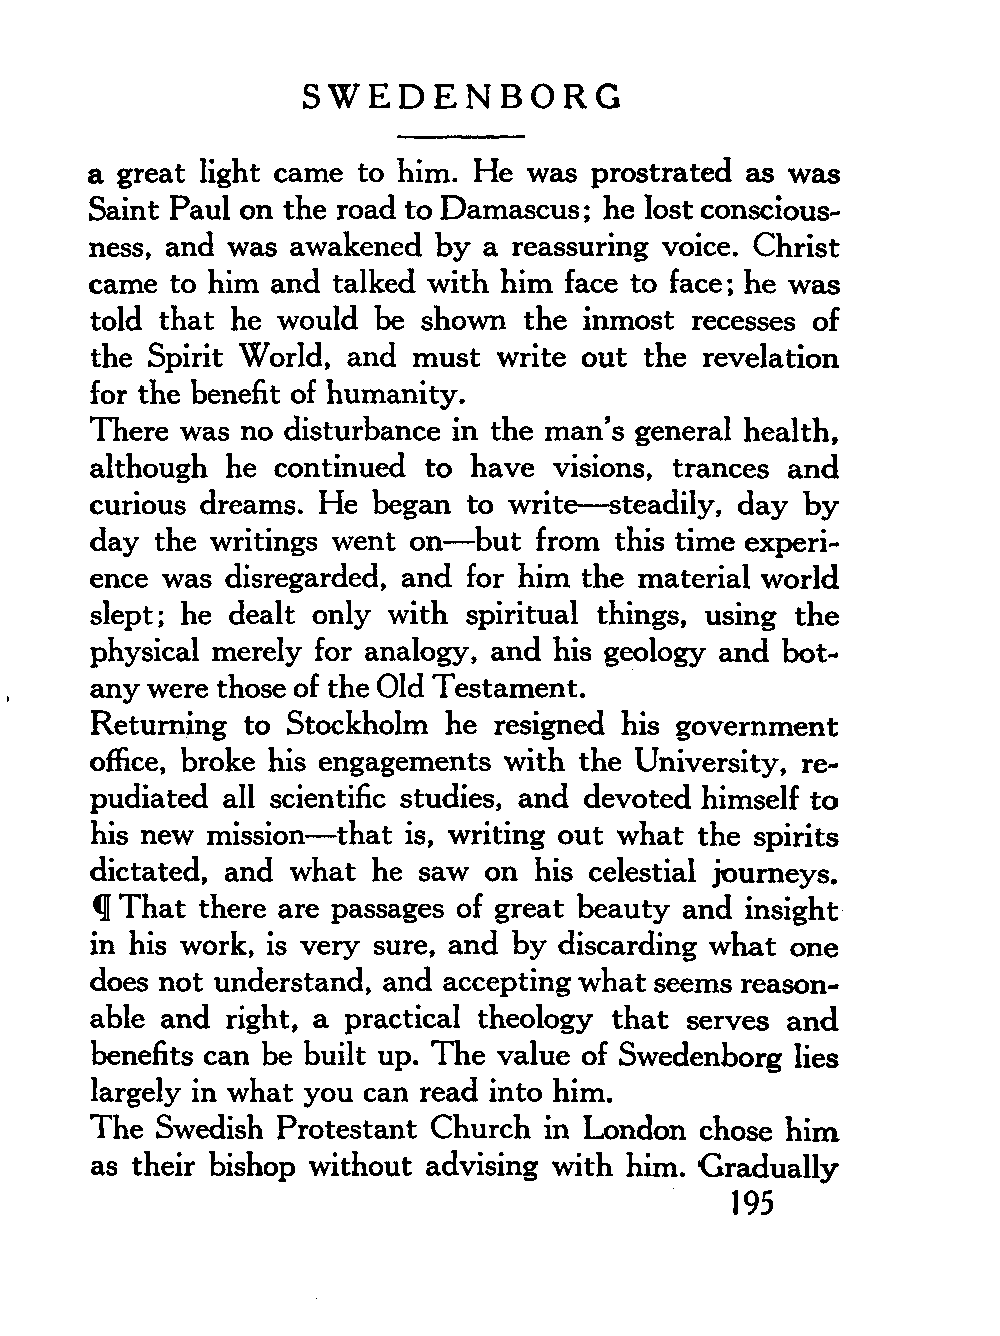 SWEDENBORG
a great light came to him. He was prostrated as was
Saint Paul on the road to Damascus; he lost conscious-
ness, and was awakened by a reassuring voice. Christ
came to him and talked with him face to face; he was
told that he would be shown the inmost recesses of
the Spirit World, and must write out the revelation
for the benefit of humanity.
There was no disturbance in the man's general health,
although he continued to have visions, trances and
curious dreams. He began to write—steadily, day by
day the writings went on—but from this time experi-
ence was disregarded, and for him the material world
slept; he dealt only with spiritual things, using the
physical merely for analogy, and his geology and bot-
any were those of the Old Testament.
Returning to Stockholm he resigned his government
office, broke his engagements with the University, re-
pudiated all scientific studies, and devoted himself to
his new mission—that is, writing out what the spirits
dictated, and what he saw on his celestial journeys.
¶ That there are passages of great beauty and insight
in his work, is very sure, and by discarding what one
does not understand, and accepting what seems reason-
able and right, a practical theology that serves and
benefits can be built up. The value of Swedenborg lies
largely in what you can read into him.
The Swedish Protestant Church in London chose him
as their bishop without advising with him. Gradually
195